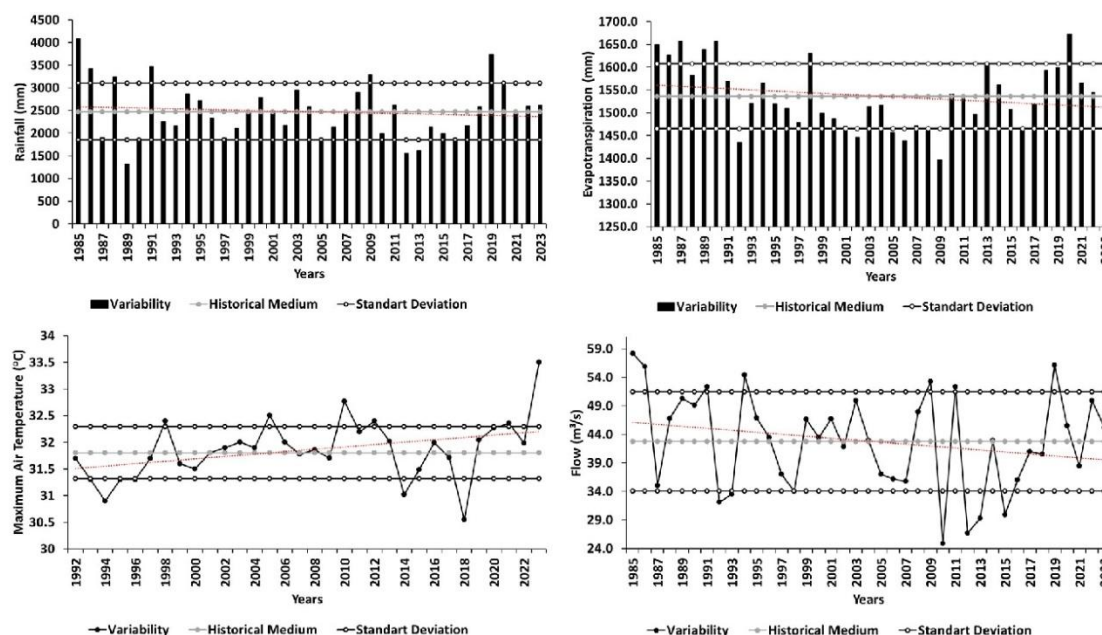 4500
4000
3500
3000
2500
2000
1500
1000
500
0
Rainfall (mm)
1985 1987 1989 1991 1993 1995 1997 1999 2001 2003 2005 2007 2009 2011 2013 2015 2017 2019 2021 2023
Years
Variability Historical Medium Standart Deviation
1700.0
1650.0
1600.0
1550.0
1500.0
1450.0
1400.0
1350.0
1300.0
1250.0
Evapotranspiration (mm)
1985 1987 1989 1991 1993 1995 1997 1999 2001 2003 2005 2007 2009 2011 2013 2015 2017 2019 2021
Years
Variability Historical Medium Standart Deviation
34
33.5
33
32.5
32
31.5
31
30.5
30
Maximum Air Temperature (°C)
1992 1994 1996 1998 2000 2002 2004 2006 2008 2010 2012 2014 2016 2018 2020 2022
Years
Variability Historical Medium Standart Deviation
59.0
54.0
49.0
44.0
39.0
34.0
29.0
24.0
Flow (m³/s)
1985 1987 1989 1991 1993 1995 1997 1999 2001 2003 2005 2007 2009 2011 2013 2015 2017 2019 2021
Years
Variability Historical Medium Standart Deviation